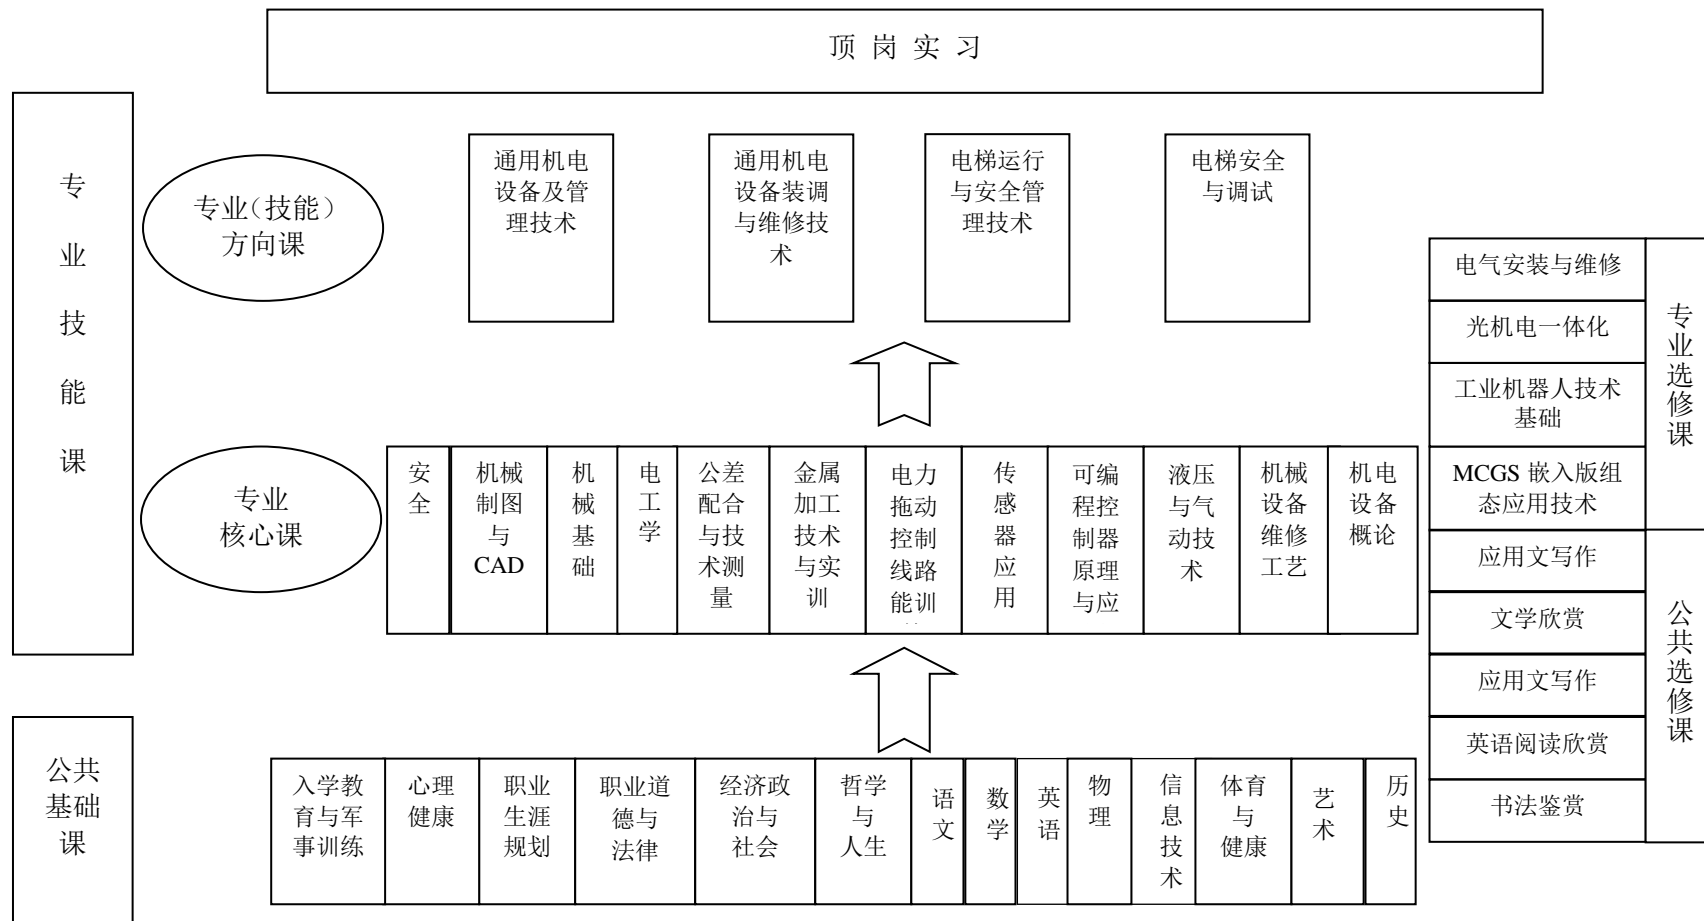 顶 岗 实 习
专
业
技
能
课
专业（技能）
方向课
通用机电
设备及管
理技术
通用机电
设备装调
与维修技
术
电梯运行
与安全管
理技术
电梯安全
与调试
专业
核心课
安
全
机械
制图
与
CAD
机
械
基
础
电
工
学
公差
配合
与技
术测
量
金属
加工
技术
与实
训
电力
拖动
控制
线路
能训
传
感
器
应
用
可编
程控
制器
原理
与应
液压
与气
动技
术
机械
设备
维修
工艺
机电
设备
概论
电气安装与维修
光机电一体化
工业机器人技术
基础
MCGS 嵌入版组
态应用技术
专
业
选
修
课
应用文写作
文学欣赏
应用文写作
英语阅读欣赏
书法鉴赏
公
共
选
修
课
公共
基础
课
入学教
育与军
事训练
心理
健康
职业
生涯
规划
职业道
德与
法律
经济政
治与
社会
哲学
与
人生
语
文
数
学
英
语
物
理
信
息
技
术
体育
与
健康
艺
术
历
史